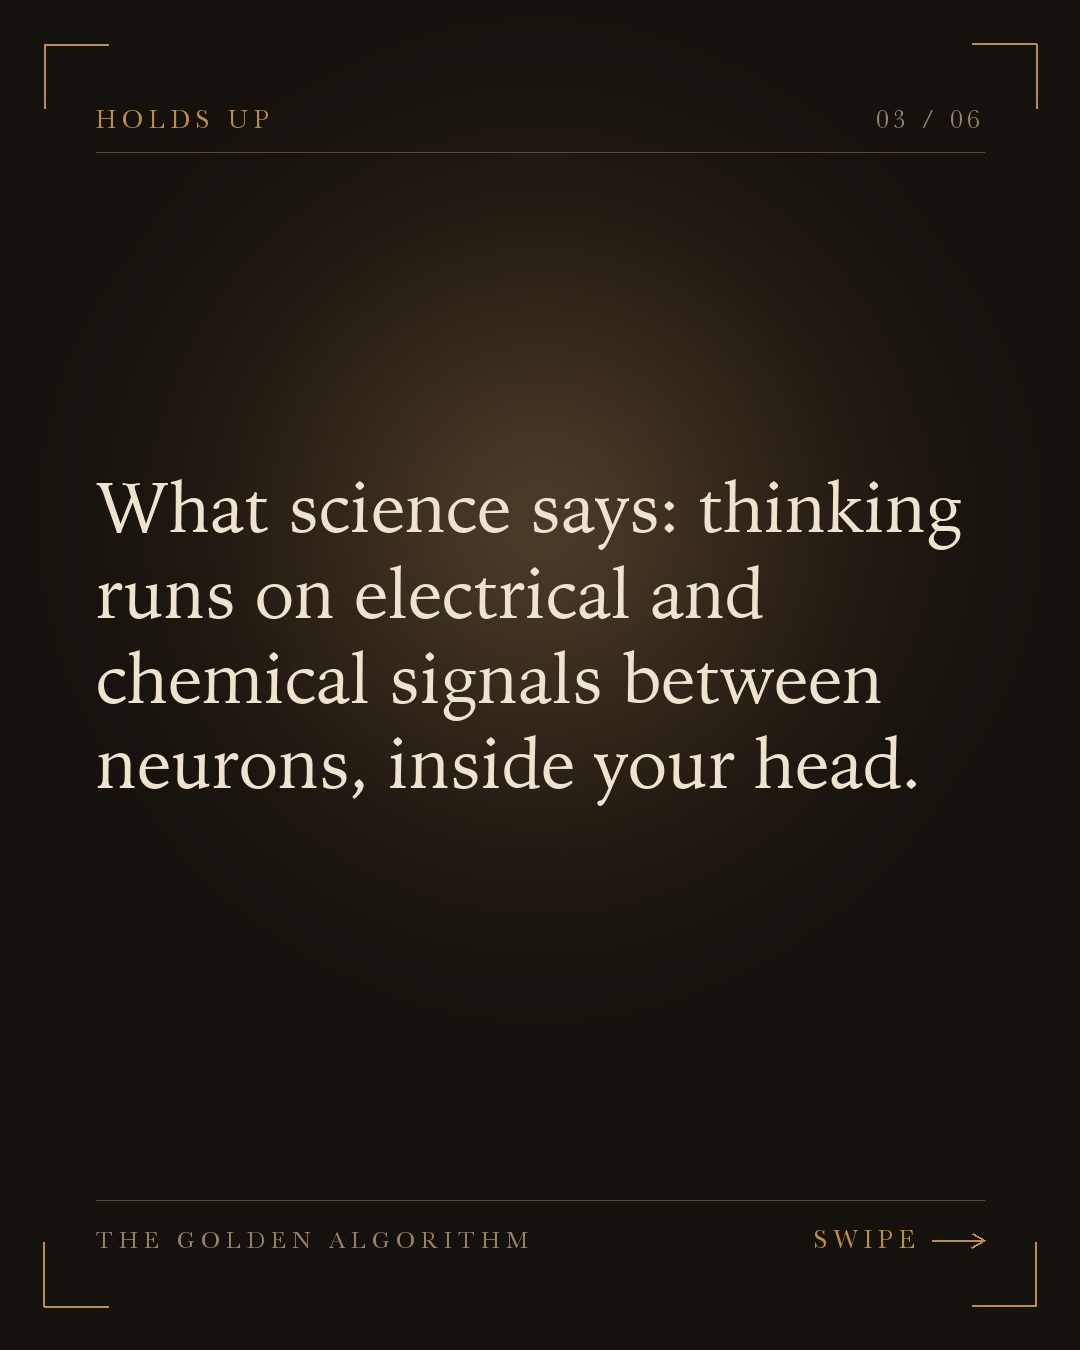 HOLDS UP
03 / 06
What science says: thinking
runs on electrical and
chemical signals between
neurons, inside your head.
THE GOLDEN ALGORITHM
SWIPE →